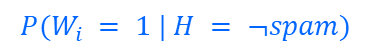 P(W_i = 1 | H = ¬spam)